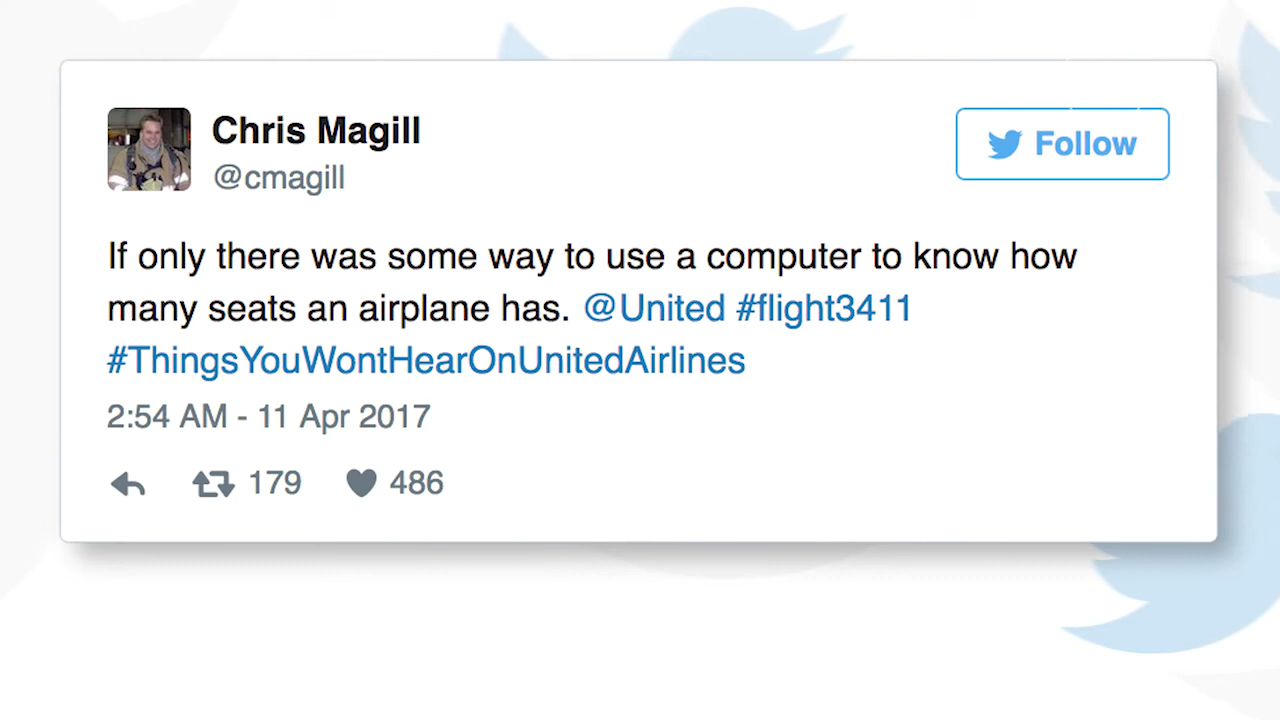 Chris Magill
@cmagill
Follow
If only there was some way to use a computer to know how
many seats an airplane has. @United #flight3411
#ThingsYouWontHearOnUnitedAirlines
2:54 AM - 11 Apr 2017
179 486